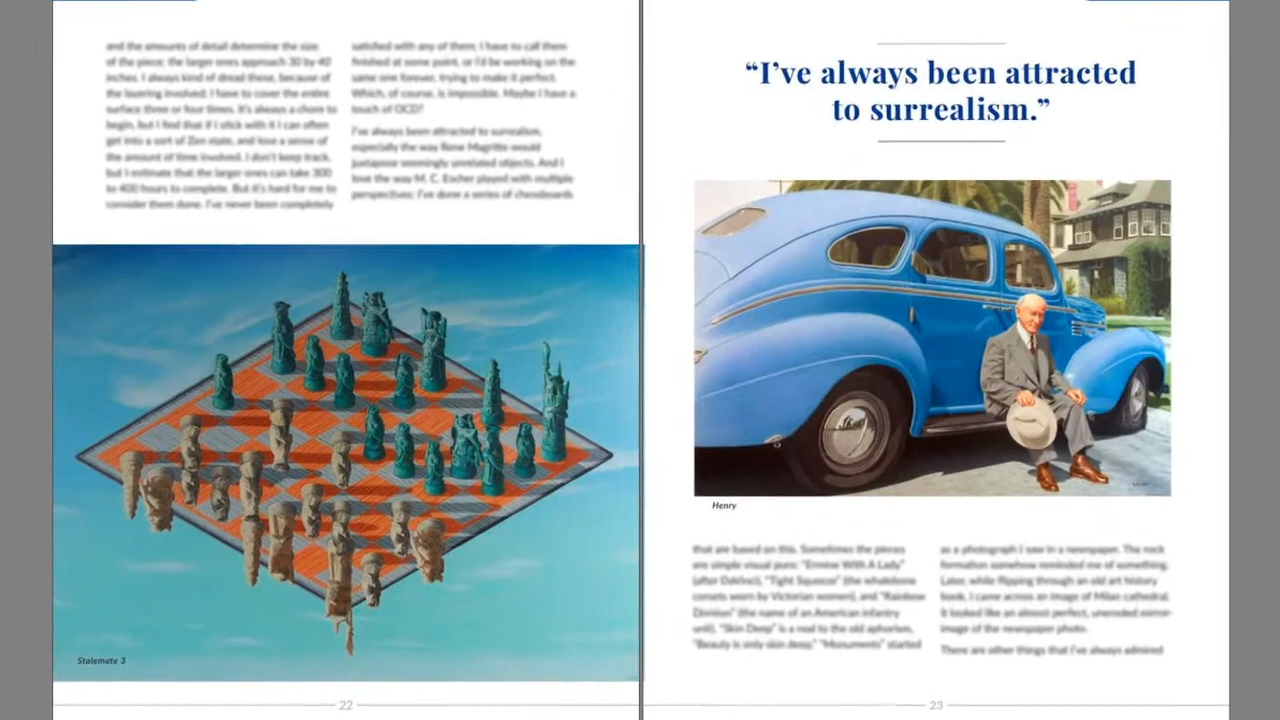 and the amounts of detail determine the size
of the piece; the larger ones approach 30 by 40
inches. I always kind of dread these, because of
the layering involved; I have to cover the entire
surface three or four times. It's always a chore to
begin, but I find that if I stick with it I can often
get into a sort of Zen state, and lose a sense of
the amount of time involved. I don't keep track,
but I estimate that the larger ones can take 300
to 400 hours to complete. But it's hard for me to
consider them done. I've never been completely
satisfied with any of them; I have to call them
finished at some point, or I'd be working on the
same one forever, trying to make it perfect.
Which, of course, is impossible. Maybe I have a
touch of OCD?
I've always been attracted to surrealism,
especially the way Rene Magritte would
juxtapose seemingly unrelated objects. And I
love the way M. C. Escher played with multiple
perspectives; I've done a series of chessboards
Stalemate 3
22
“I’ve always been attracted
to surrealism.”
Henry
that are based on this. Sometimes the pieces
are simple visual puns: "Ermine With A Lady"
(after DaVinci), "Tight Squeeze" (the whalebone
corsets worn by Victorian women), and "Rainbow
Division" (the name of an American infantry
unit). "Skin Deep" is a nod to the old aphorism,
"Beauty is only skin deep." "Monuments" started
as a photograph I saw in a newspaper. The rock
formation somehow reminded me of something.
Later, while flipping through an old art history
book, I came across an image of Milan cathedral.
It looked like an almost perfect, uneroded mirror-
image of the newspaper photo.
There are other things that I've always admired
23